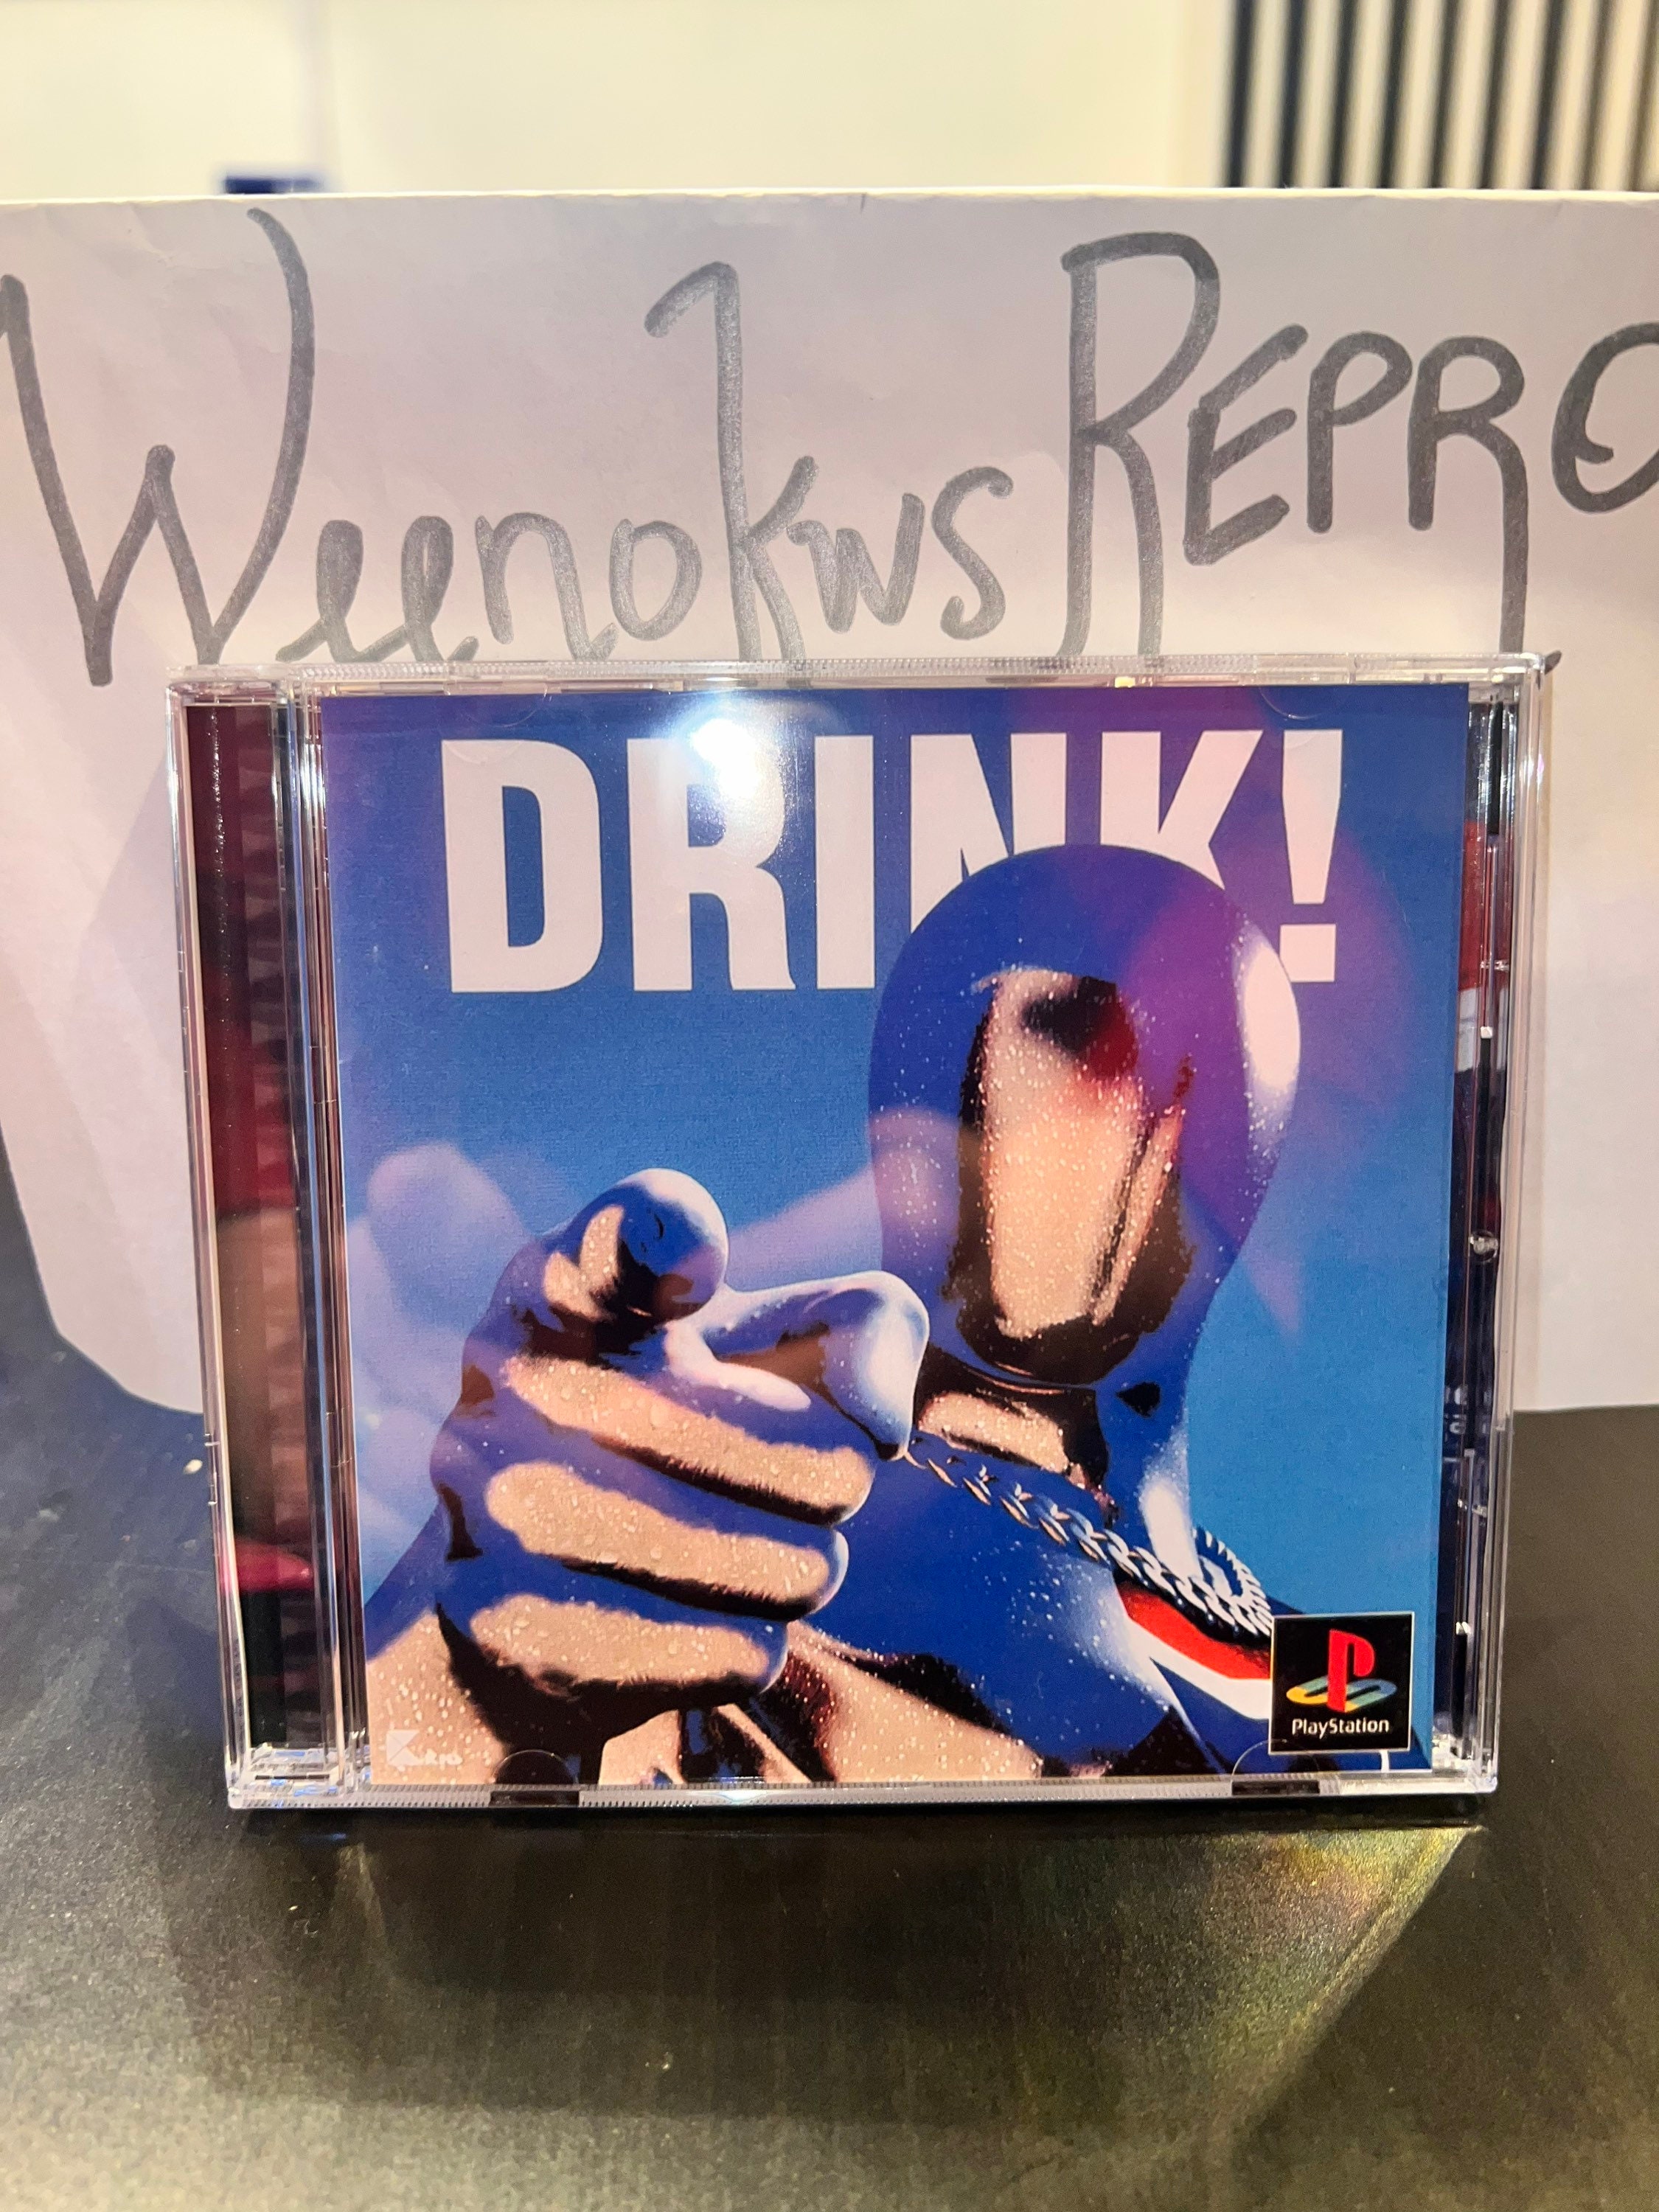 Weenokws REPRO
DRINK!
PlayStation